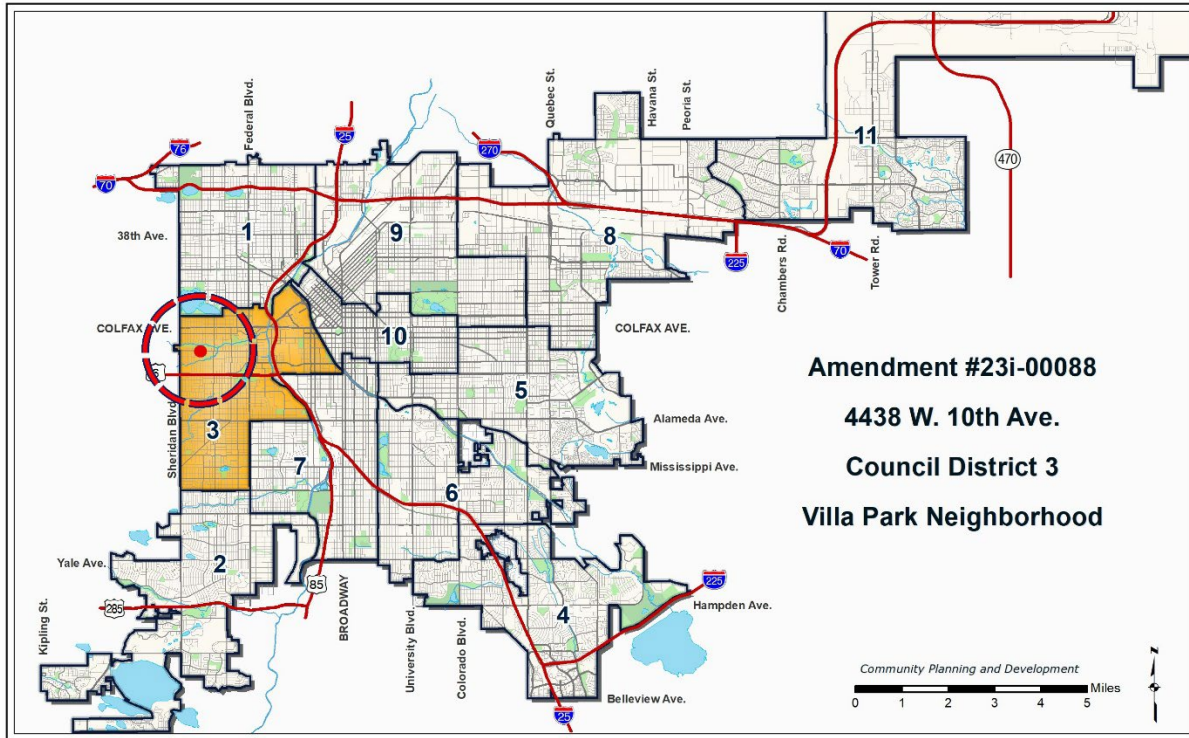 Federal Blvd.
Quebec St.
Havana St.
Peoria St.
76
25
270
11
470
70
38th Ave.
1
9
8
Chambers Rd.
Tower Rd.
225
70
COLFAX AVE.
COLFAX AVE.
10
6
5
Sheridan Blvd
3
Alameda Ave.
7
Mississippi Ave.
6
Amendment #23i-00088
4438 W. 10th Ave.
Council District 3
Villa Park Neighborhood
2
Yale Ave.
85
BROADWAY
University Blvd.
Colorado Blvd.
225
Hampden Ave.
285
Kipling St.
4
Belleview Ave.
25
Community Planning and Development
0 1 2 3 4 5 Miles
N